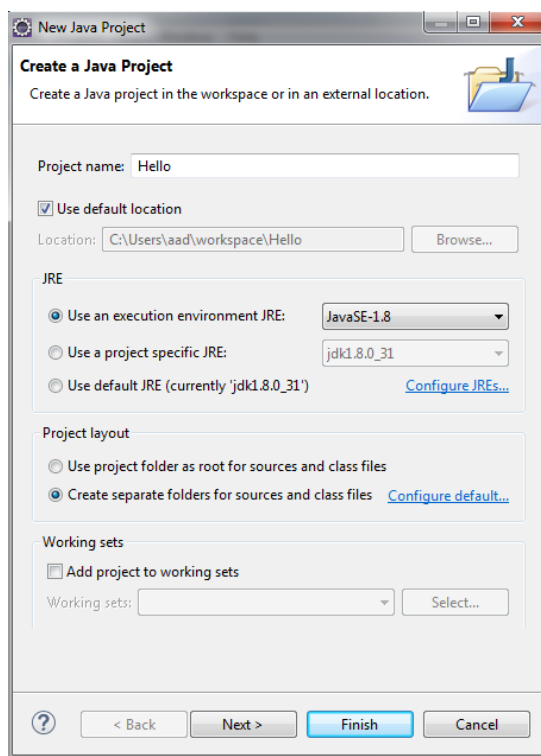 New Java Project
Create a Java Project
Create a Java project in the workspace or in an external location.
Project name: Hello
Use default location
Location: C:\Users\aad\workspace\Hello Browse...
JRE
Use an execution environment JRE: JavaSE-1.8
Use a project specific JRE: jdk1.8.0_31
Use default JRE (currently 'jdk1.8.0_31') Configure JREs...
Project layout
Use project folder as root for sources and class files
Create separate folders for sources and class files Configure default...
Working sets
Add project to working sets
Working sets: Select...
? < Back Next > Finish Cancel